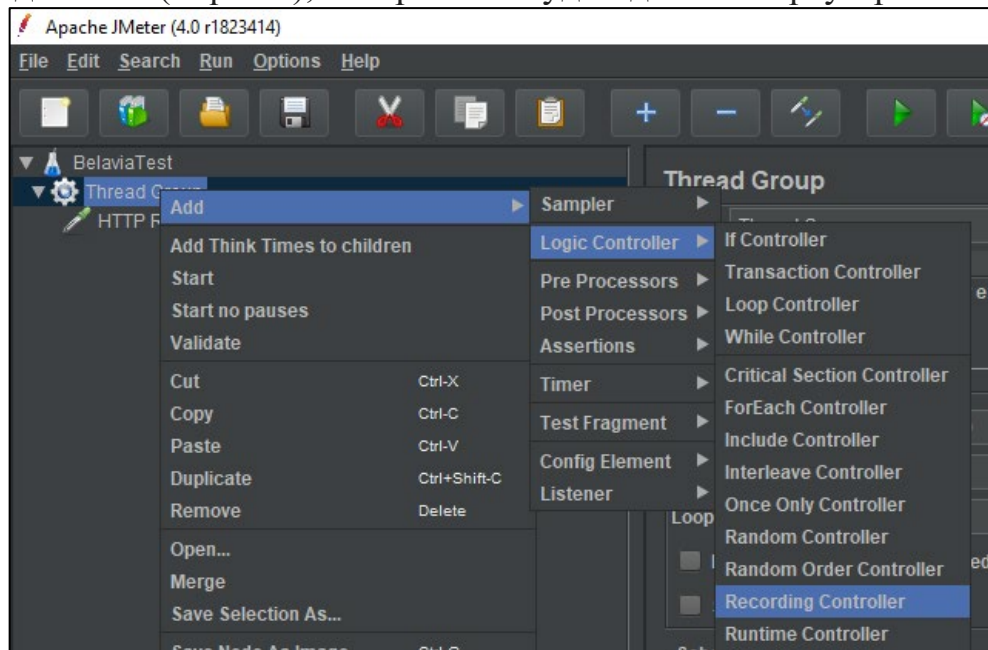 Apache JMeter (4.0 r1823414)
File Edit Search Run Options Help
BelaviaTest
Thread Group
HTTP R
Thread Group
Add
Add Think Times to children
Start
Start no pauses
Validate
Cut Ctrl-X
Copy Ctrl-C
Paste Ctrl-V
Duplicate Ctrl+Shift-C
Remove Delete
Open...
Merge
Save Selection As...
Sampler
Logic Controller
Pre Processors
Post Processors
Assertions
Timer
Test Fragment
Config Element
Listener
Loop
If Controller
Transaction Controller
Loop Controller
While Controller
Critical Section Controller
ForEach Controller
Include Controller
Interleave Controller
Once Only Controller
Random Controller
Random Order Controller
Recording Controller
Runtime Controller